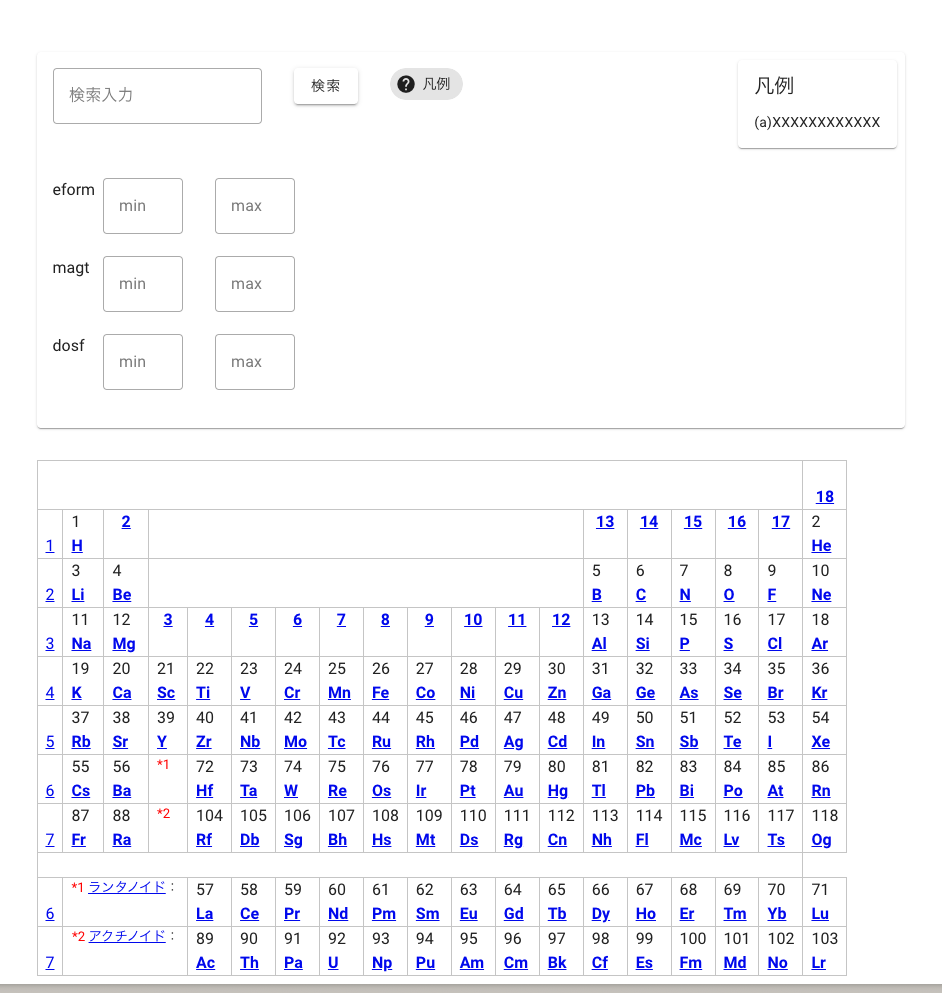 検索入力 検索 ? 凡例 凡例
(a)XXXXXXXXXXXX
eform min max
magt min max
dosf min max
18
1 2 13 14 15 16 17 2
1 H He
3 4 5 6 7 8 9 10
2 Li Be B C N O F Ne
11 12 3 4 5 6 7 8 9 10 11 12 13 14 15 16 17 18
3 Na Mg Al Si P S Cl Ar
19 20 21 22 23 24 25 26 27 28 29 30 31 32 33 34 35 36
4 K Ca Sc Ti V Cr Mn Fe Co Ni Cu Zn Ga Ge As Se Br Kr
37 38 39 40 41 42 43 44 45 46 47 48 49 50 51 52 53 54
5 Rb Sr Y Zr Nb Mo Tc Ru Rh Pd Ag Cd In Sn Sb Te I Xe
55 56 *1 72 73 74 75 76 77 78 79 80 81 82 83 84 85 86
6 Cs Ba Hf Ta W Re Os Ir Pt Au Hg Tl Pb Bi Po At Rn
87 88 *2 104 105 106 107 108 109 110 111 112 113 114 115 116 117 118
7 Fr Ra Rf Db Sg Bh Hs Mt Ds Rg Cn Nh Fl Mc Lv Ts Og
*1 ランタノイド： 57 58 59 60 61 62 63 64 65 66 67 68 69 70 71
6 La Ce Pr Nd Pm Sm Eu Gd Tb Dy Ho Er Tm Yb Lu
*2 アクチノイド： 89 90 91 92 93 94 95 96 97 98 99 100 101 102 103
7 Ac Th Pa U Np Pu Am Cm Bk Cf Es Fm Md No Lr